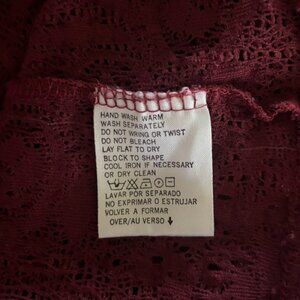 HAND WASH WARM
WASH SEPARATELY
DO NOT WRING OR TWIST
DO NOT BLEACH
LAY FLAT TO DRY
BLOCK TO SHAPE
COOL IRON IF NECESSARY
OR DRY CLEAN
LAVAR POR SEPARADO
NO EXPRIMAR O ESTRUJAR
VOLVER A FORMAR
OVER/AU VERSO ↓